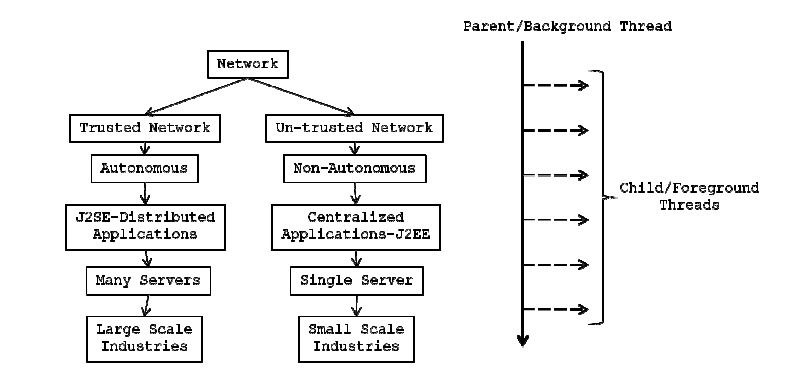 Parent/Background Thread
Network
Trusted Network
Un-trusted Network
Autonomous
Non-Autonomous
J2SE-Distributed
Applications
Centralized
Applications-J2EE
Many Servers
Single Server
Large Scale
Industries
Small Scale
Industries
Child/Foreground
Threads